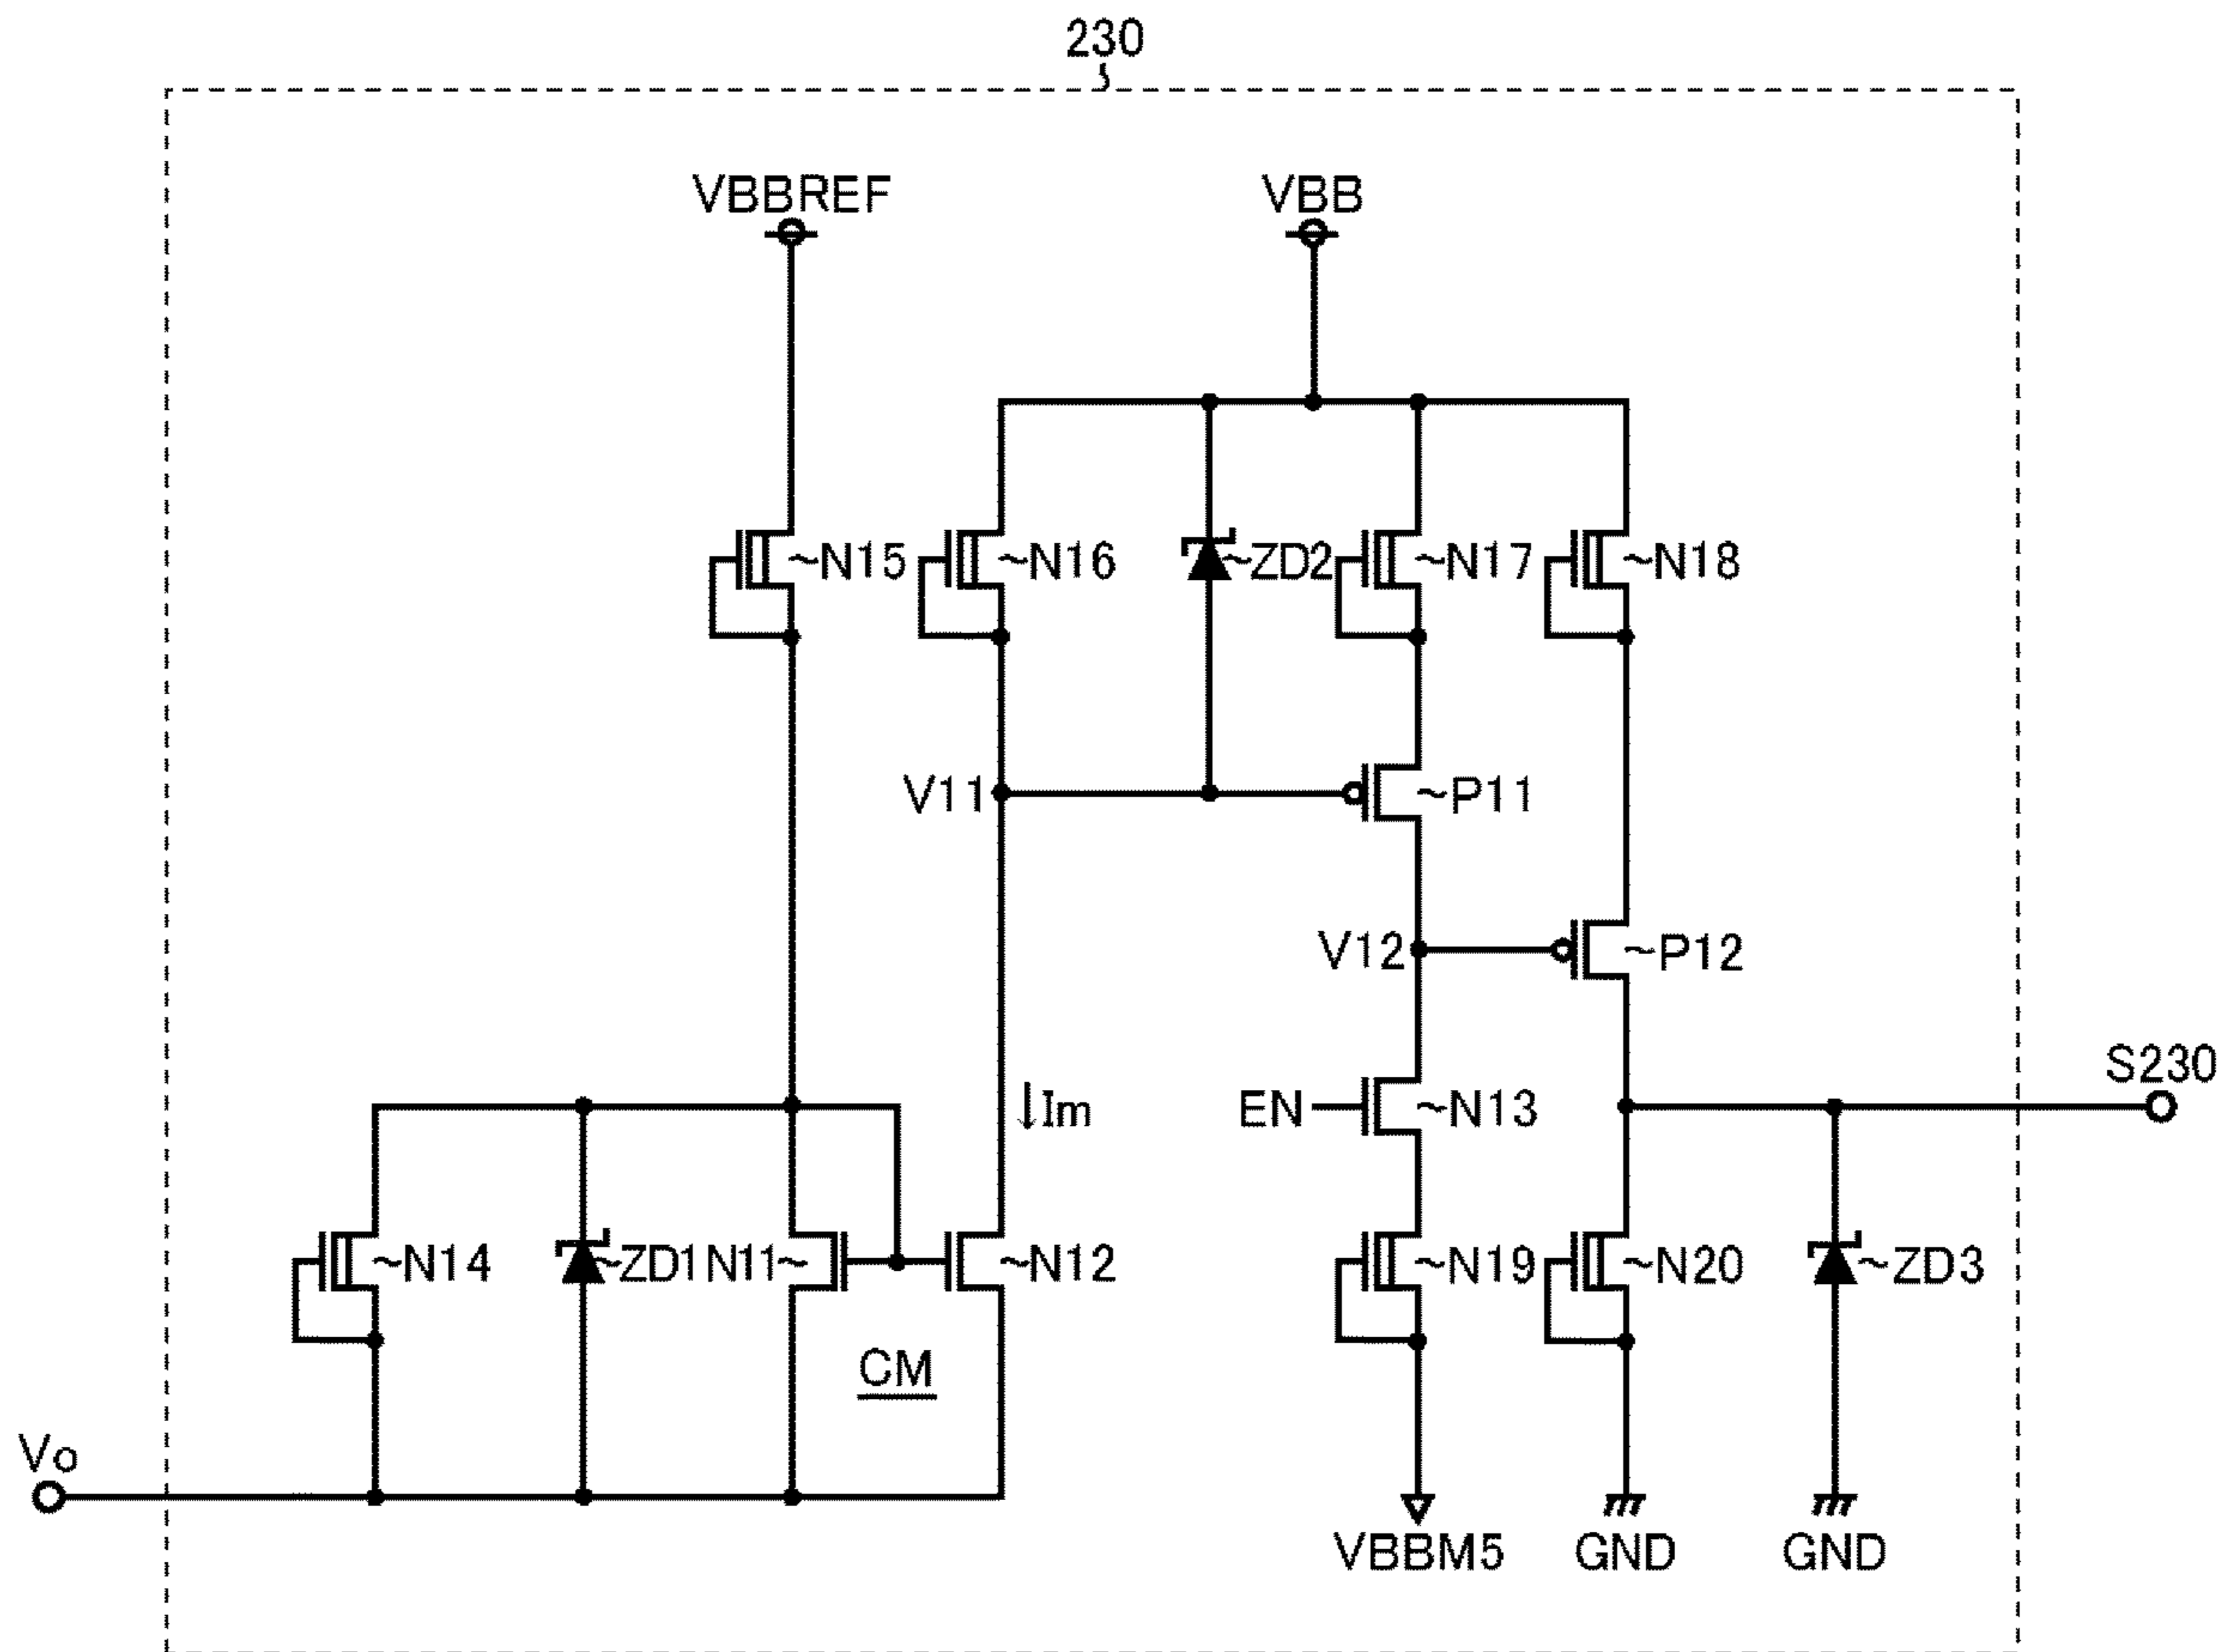 230
VBBREF VBB
~N15 ~N16 ~ZD2 ~N17 ~N18
V11 ~P11
V12 ~P12
S230
↓Im EN ~N13
~N14 ~ZD1 N11~ ~N12 ~N19 ~N20 ~ZD3
CM
Vo
VBBM5 GND GND